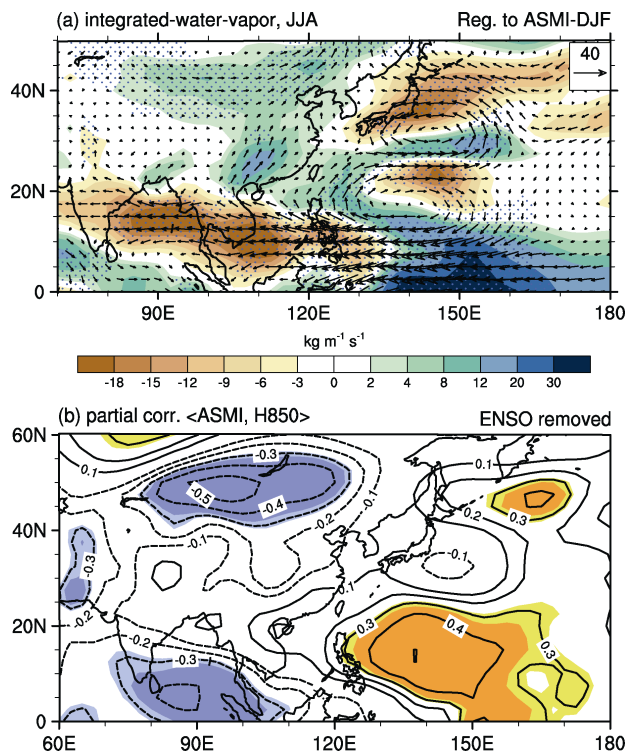 (a) integrated-water-vapor, JJA Reg. to ASMI-DJF
40
40N
20N
0
90E 120E 150E 180
kg m⁻¹ s⁻¹
-18 -15 -12 -9 -6 -3 0 2 4 8 12 20 30
(b) partial corr. <ASMI, H850> ENSO removed
60N
0.1 -0.3 0.1
-0.5 -0.4 -0.1
0.3
0.2
40N
-0.2
-0.1 -0.1
-0.3
0.1
20N
-0.2 -0.2 0.3 0.4
-0.3 0.3
0
60E 90E 120E 150E 180